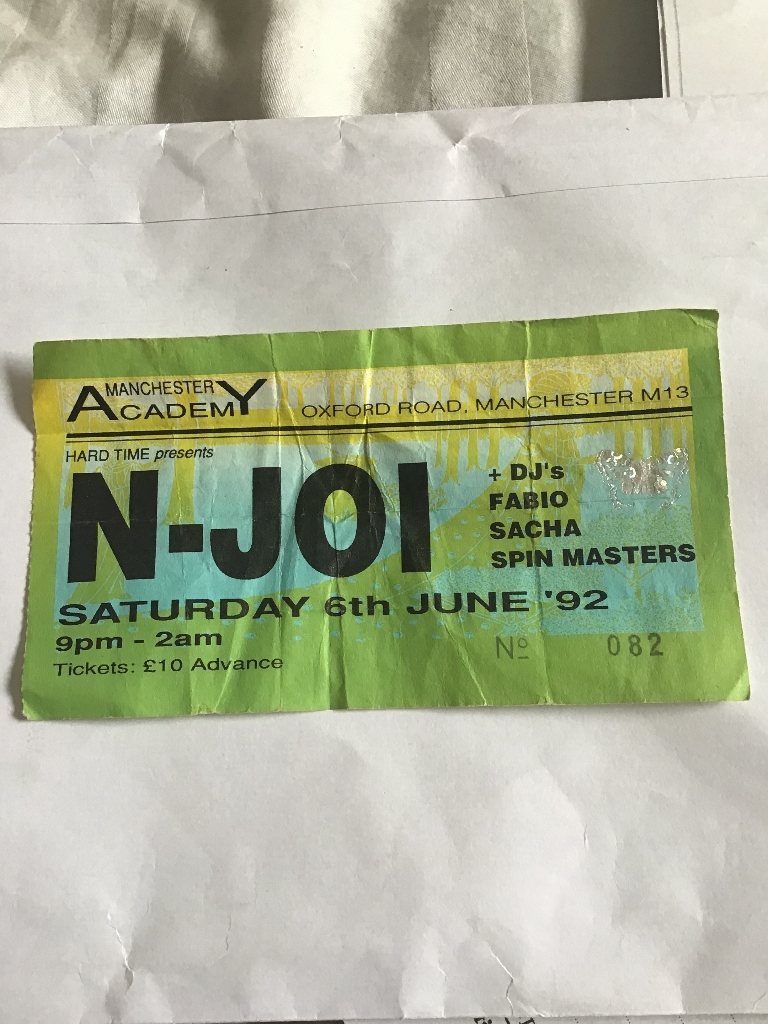 MANCHESTER
ACADEMY
OXFORD ROAD, MANCHESTER M13
HARD TIME presents
N-JOI
+ DJ's
FABIO
SACHA
SPIN MASTERS
SATURDAY 6th JUNE '92
9pm - 2am
Tickets: £10 Advance
Nº 082